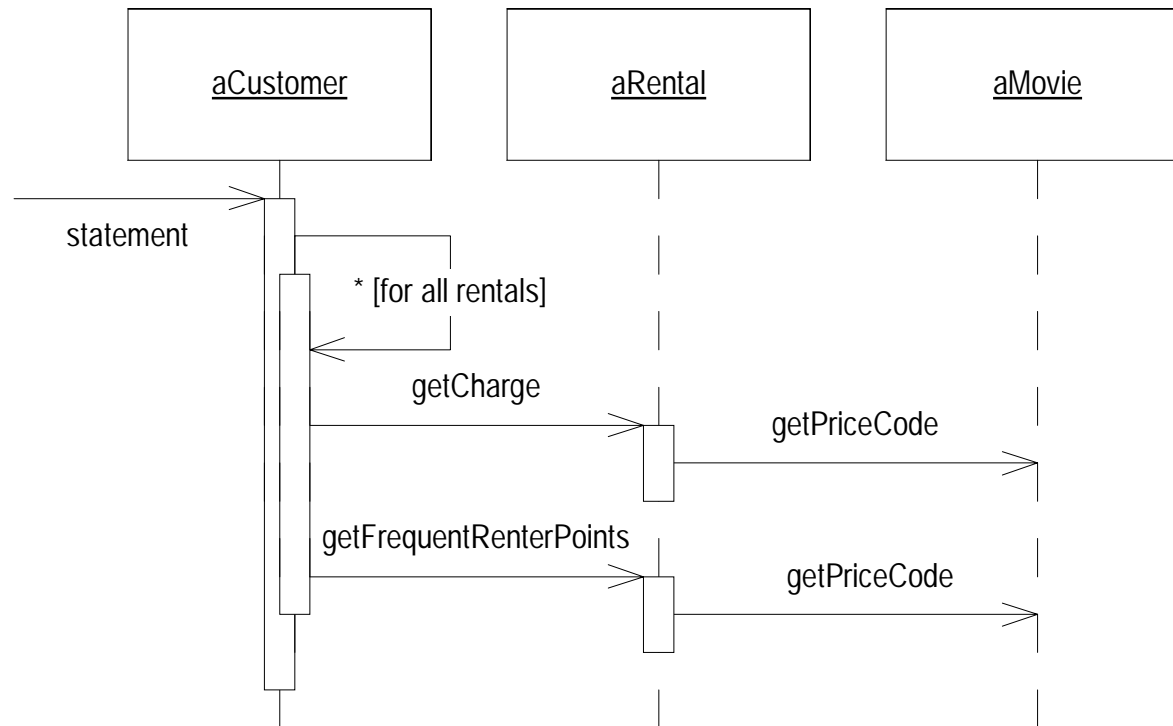 aCustomer
aRental
aMovie
statement
* [for all rentals]
getCharge
getPriceCode
getFrequentRenterPoints
getPriceCode